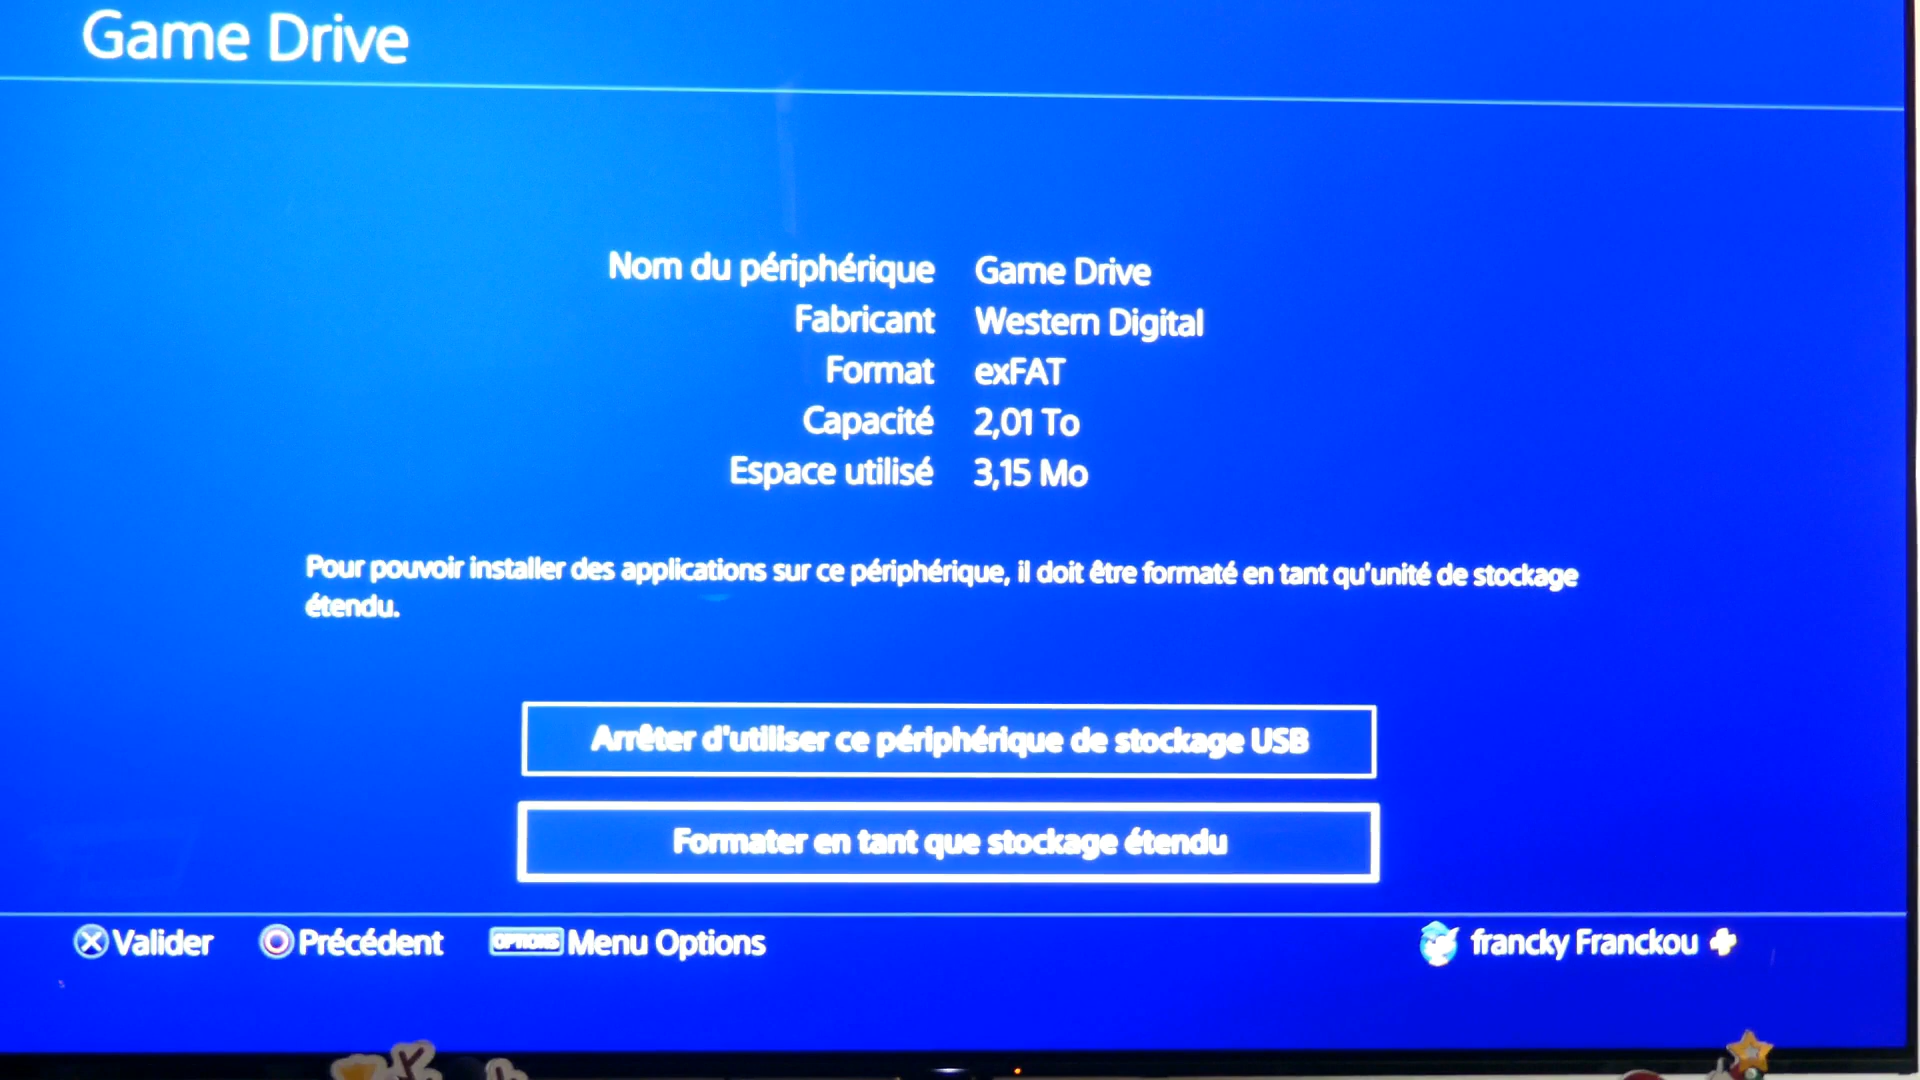 Game Drive
Nom du périphérique Game Drive
Fabricant Western Digital
Format exFAT
Capacité 2,01 To
Espace utilisé 3,15 Mo
Pour pouvoir installer des applications sur ce périphérique, il doit être formaté en tant qu'unité de stockage
étendu.
Arrêter d'utiliser ce périphérique de stockage USB
Formater en tant que stockage étendu
Valider Précédent OPTIONS Menu Options francky Franckou